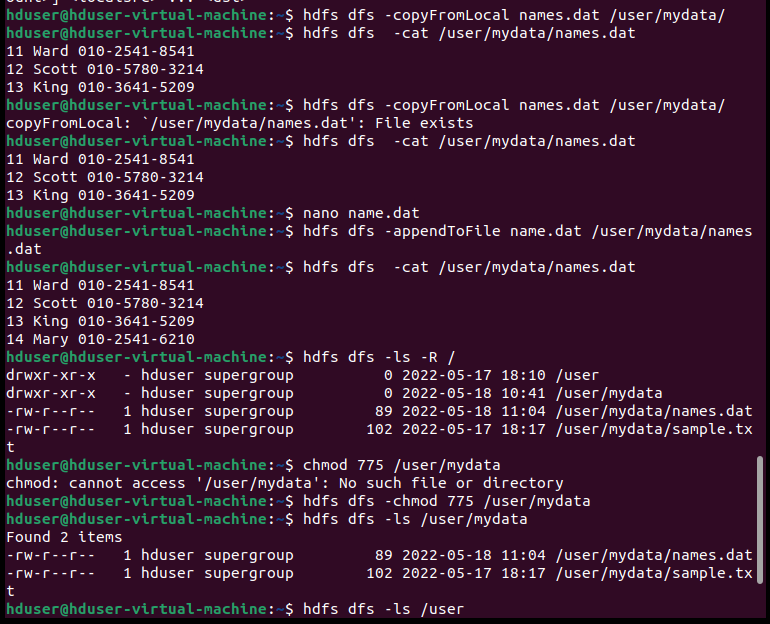 hduser@hduser-virtual-machine:~$ hdfs dfs -copyFromLocal names.dat /user/mydata/
hduser@hduser-virtual-machine:~$ hdfs dfs  -cat /user/mydata/names.dat
11 Ward 010-2541-8541
12 Scott 010-5780-3214
13 King 010-3641-5209
hduser@hduser-virtual-machine:~$ hdfs dfs -copyFromLocal names.dat /user/mydata/
copyFromLocal: `/user/mydata/names.dat': File exists
hduser@hduser-virtual-machine:~$ hdfs dfs  -cat /user/mydata/names.dat
11 Ward 010-2541-8541
12 Scott 010-5780-3214
13 King 010-3641-5209
hduser@hduser-virtual-machine:~$ nano name.dat
hduser@hduser-virtual-machine:~$ hdfs dfs -appendToFile name.dat /user/mydata/names
.dat
hduser@hduser-virtual-machine:~$ hdfs dfs  -cat /user/mydata/names.dat
11 Ward 010-2541-8541
12 Scott 010-5780-3214
13 King 010-3641-5209
14 Mary 010-2541-6210
hduser@hduser-virtual-machine:~$ hdfs dfs -ls -R /
drwxr-xr-x   - hduser supergroup          0 2022-05-17 18:10 /user
drwxr-xr-x   - hduser supergroup          0 2022-05-18 10:41 /user/mydata
-rw-r--r--   1 hduser supergroup         89 2022-05-18 11:04 /user/mydata/names.dat
-rw-r--r--   1 hduser supergroup        102 2022-05-17 18:17 /user/mydata/sample.tx
t
hduser@hduser-virtual-machine:~$ chmod 775 /user/mydata
chmod: cannot access '/user/mydata': No such file or directory
hduser@hduser-virtual-machine:~$ hdfs dfs -chmod 775 /user/mydata
hduser@hduser-virtual-machine:~$ hdfs dfs -ls /user/mydata
Found 2 items
-rw-r--r--   1 hduser supergroup         89 2022-05-18 11:04 /user/mydata/names.dat
-rw-r--r--   1 hduser supergroup        102 2022-05-17 18:17 /user/mydata/sample.tx
t
hduser@hduser-virtual-machine:~$ hdfs dfs -ls /user